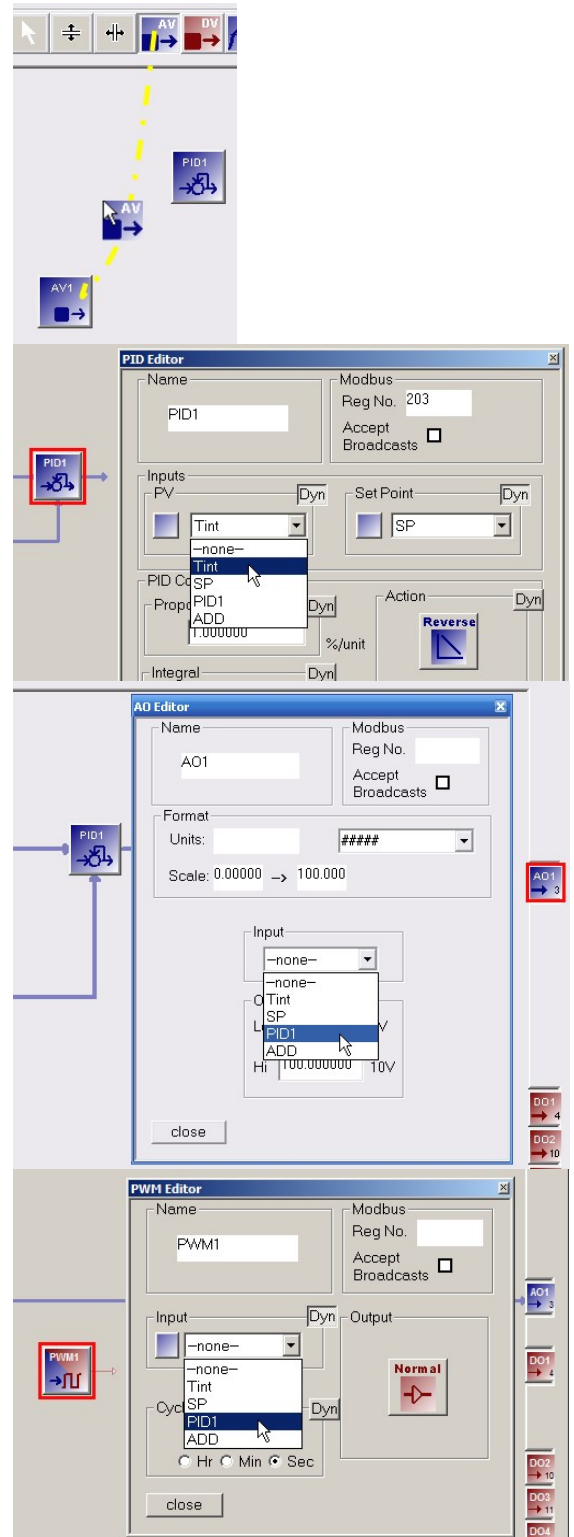 AV DV
PID1
AV
AV1
PID Editor
Name
PID1
Modbus
Reg No. 203
Accept
Broadcasts
PID1
Inputs
PV Dyn
Tint
Set Point Dyn
SP
–none–
Tint
SP
PID1
ADD
Dyn
1.000000
%/unit
Action Dyn
Reverse
Integral Dyn
AO Editor
Name
AO1
Modbus
Reg No.
Accept
Broadcasts
Format
Units: #####
Scale: 0.00000 –> 100.000
PID1
AO1
3
Input
–none–
–none–
Tint
SP
PID1
ADD
Hi 100.000000 10V
close
DO1
4
DO2
10
PWM Editor
Name
PWM1
Modbus
Reg No.
Accept
Broadcasts
AO1
3
Input Dyn
–none–
Output
Normal
PWM1
DO1
4
–none–
Tint
SP
PID1
ADD
Dyn
Hr Min Sec
close
DO2
10
DO3
11
DO4